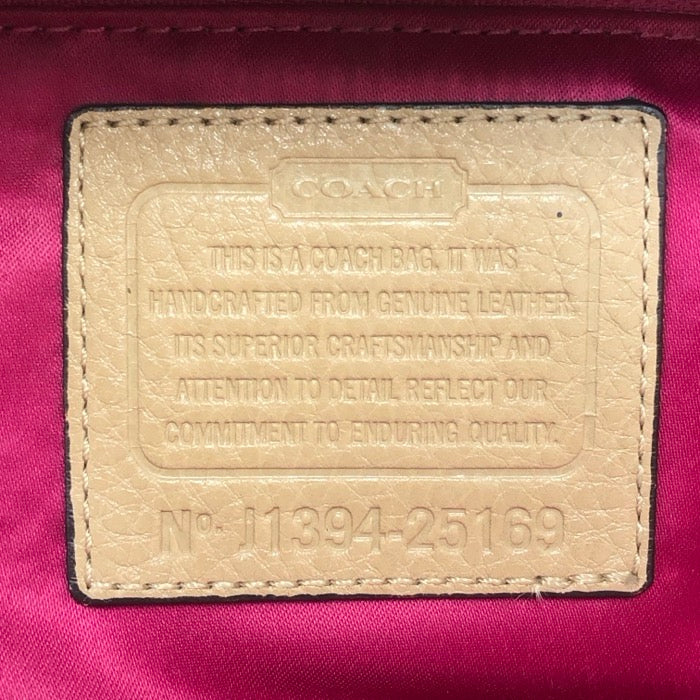 COACH
THIS IS A COACH BAG. IT WAS
HANDCRAFTED FROM GENUINE LEATHER.
ITS SUPERIOR CRAFTSMANSHIP AND
ATTENTION TO DETAIL REFLECT OUR
COMMITMENT TO ENDURING QUALITY.
No. J1394-25169